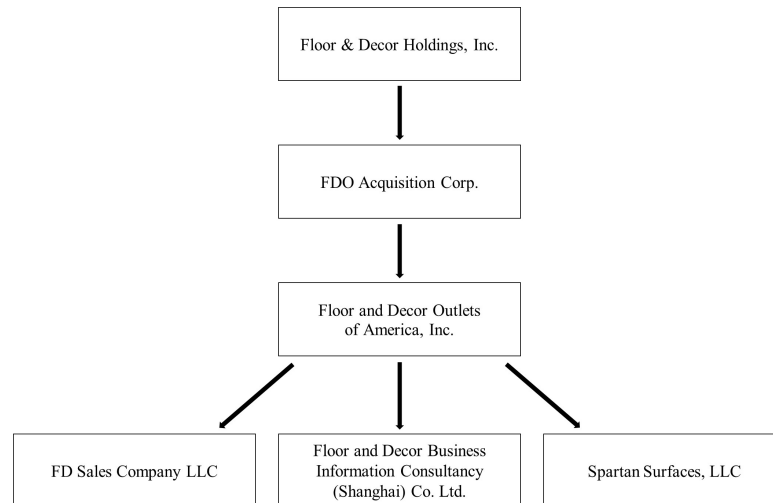 Floor & Decor Holdings, Inc.
FDO Acquisition Corp.
Floor and Decor Outlets
of America, Inc.
FD Sales Company LLC
Floor and Decor Business
Information Consultancy
(Shanghai) Co. Ltd.
Spartan Surfaces, LLC